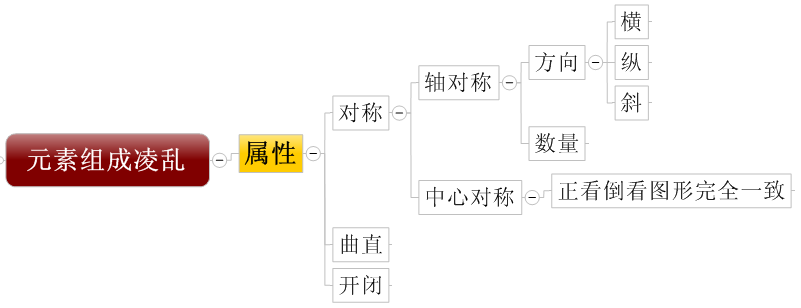 元素组成凌乱
属性
对称
轴对称
方向
横
纵
斜
数量
中心对称
正看倒看图形完全一致
曲直
开闭